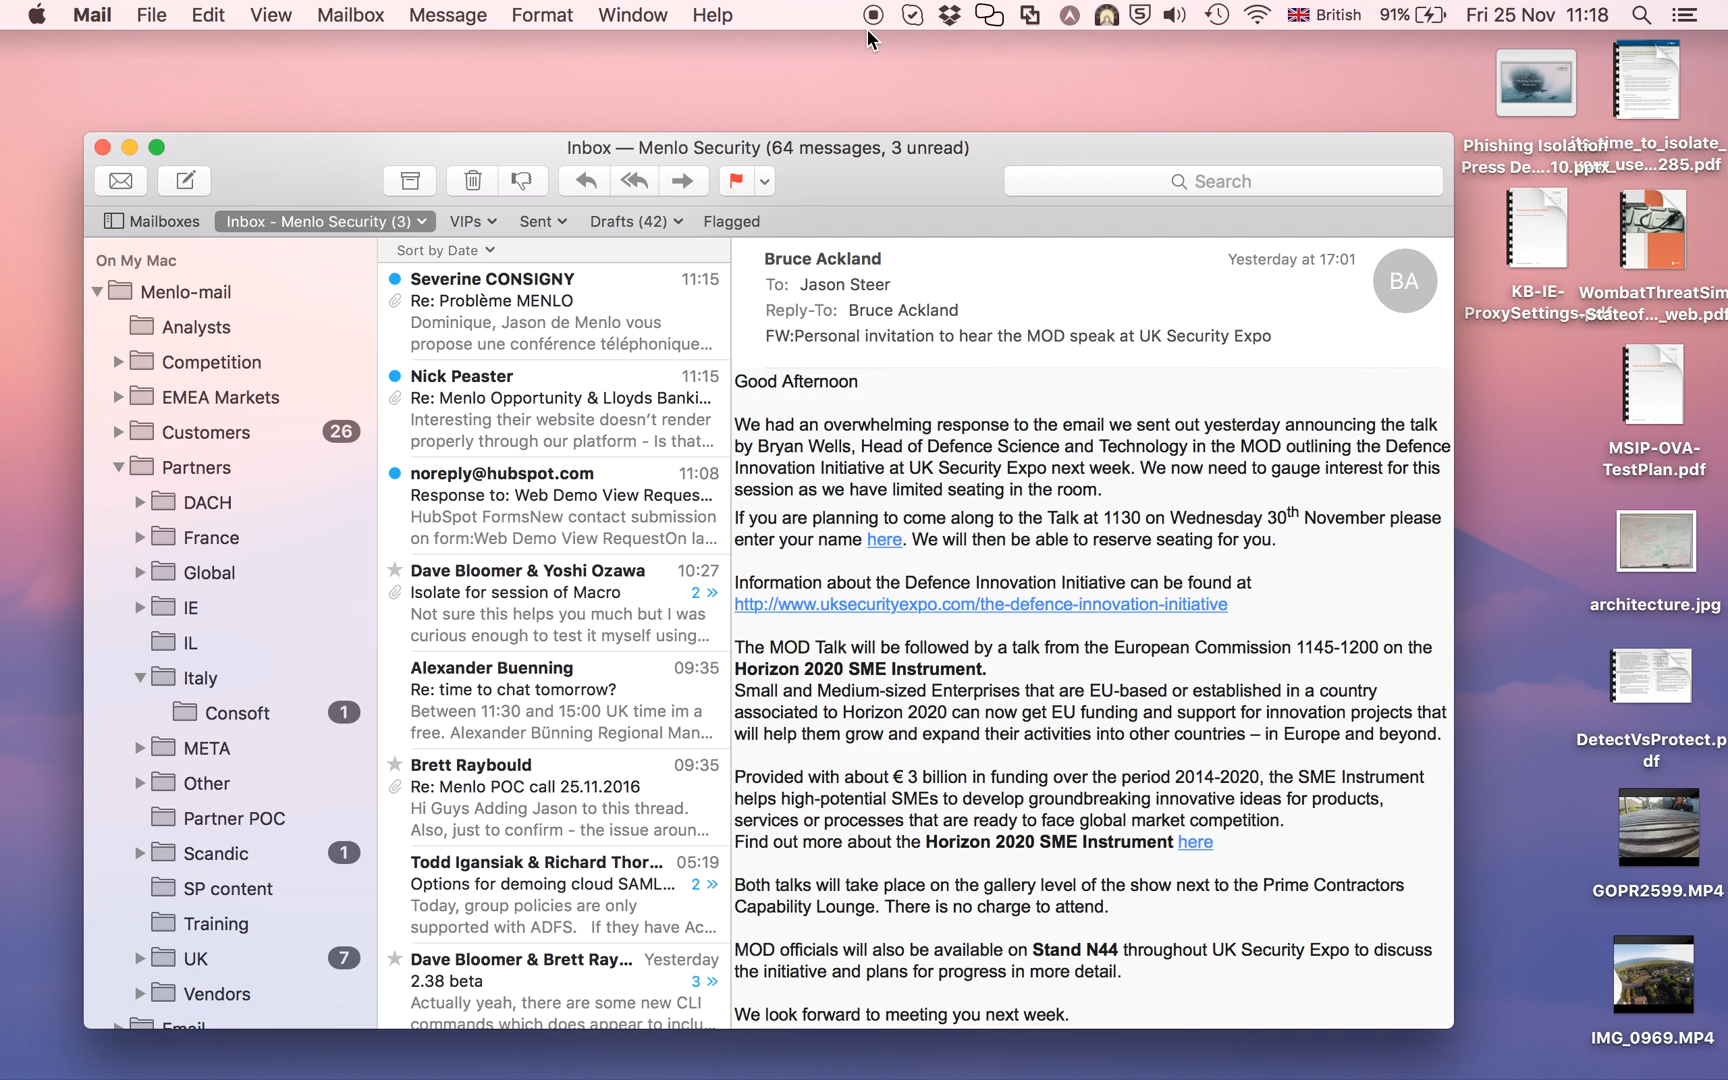 Mail File Edit View Mailbox Message Format Window Help British 91% Fri 25 Nov 11:18
Inbox — Menlo Security (64 messages, 3 unread)
Search
Mailboxes Inbox - Menlo Security (3) VIPs Sent Drafts (42) Flagged
On My Mac
Menlo-mail
Analysts
Competition
EMEA Markets
Customers 26
Partners
DACH
France
Global
IE
IL
Italy
Consoft 1
META
Other
Partner POC
Scandic 1
SP content
Training
UK 7
Vendors
Email
Sort by Date
Severine CONSIGNY 11:15
Re: Problème MENLO
Dominique, Jason de Menlo vous
propose une conférence téléphonique...
Nick Peaster 11:15
Re: Menlo Opportunity & Lloyds Banki...
Interesting their website doesn't render
properly through our platform - Is that...
noreply@hubspot.com 11:08
Response to: Web Demo View Reques...
HubSpot FormsNew contact submission
on form:Web Demo View RequestOn la...
Dave Bloomer & Yoshi Ozawa 10:27
Isolate for session of Macro 2 »
Not sure this helps you much but I was
curious enough to test it myself using...
Alexander Buenning 09:35
Re: time to chat tomorrow?
Between 11:30 and 15:00 UK time im a
free. Alexander Bünning Regional Man...
Brett Raybould 09:35
Re: Menlo POC call 25.11.2016
Hi Guys Adding Jason to this thread.
Also, just to confirm - the issue aroun...
Todd Igansiak & Richard Thor... 05:19
Options for demoing cloud SAML... 2 »
Today, group policies are only
supported with ADFS. If they have Ac...
Dave Bloomer & Brett Ray... Yesterday
2.38 beta 3 »
Actually yeah, there are some new CLI
commands which does appear to inclu...
Bruce Ackland Yesterday at 17:01
BA
To: Jason Steer
Reply-To: Bruce Ackland
FW:Personal invitation to hear the MOD speak at UK Security Expo
Good Afternoon
We had an overwhelming response to the email we sent out yesterday announcing the talk
by Bryan Wells, Head of Defence Science and Technology in the MOD outlining the Defence
Innovation Initiative at UK Security Expo next week. We now need to gauge interest for this
session as we have limited seating in the room.
If you are planning to come along to the Talk at 1130 on Wednesday 30th November please
enter your name here. We will then be able to reserve seating for you.
Information about the Defence Innovation Initiative can be found at
http://www.uksecurityexpo.com/the-defence-innovation-initiative
The MOD Talk will be followed by a talk from the European Commission 1145-1200 on the
Horizon 2020 SME Instrument.
Small and Medium-sized Enterprises that are EU-based or established in a country
associated to Horizon 2020 can now get EU funding and support for innovation projects that
will help them grow and expand their activities into other countries – in Europe and beyond.
Provided with about € 3 billion in funding over the period 2014-2020, the SME Instrument
helps high-potential SMEs to develop groundbreaking innovative ideas for products,
services or processes that are ready to face global market competition.
Find out more about the Horizon 2020 SME Instrument here
Both talks will take place on the gallery level of the show next to the Prime Contractors
Capability Lounge. There is no charge to attend.
MOD officials will also be available on Stand N44 throughout UK Security Expo to discuss
the initiative and plans for progress in more detail.
We look forward to meeting you next week.
Phishing Isolation
Press De....10.pptx
time_to_isolate_
use...285.pdf
KB-IE-
ProxySettings
WombatThreatSim
Stateof..._web.pdf
MSIP-OVA-
TestPlan.pdf
architecture.jpg
DetectVsProtect.p
df
GOPR2599.MP4
IMG_0969.MP4